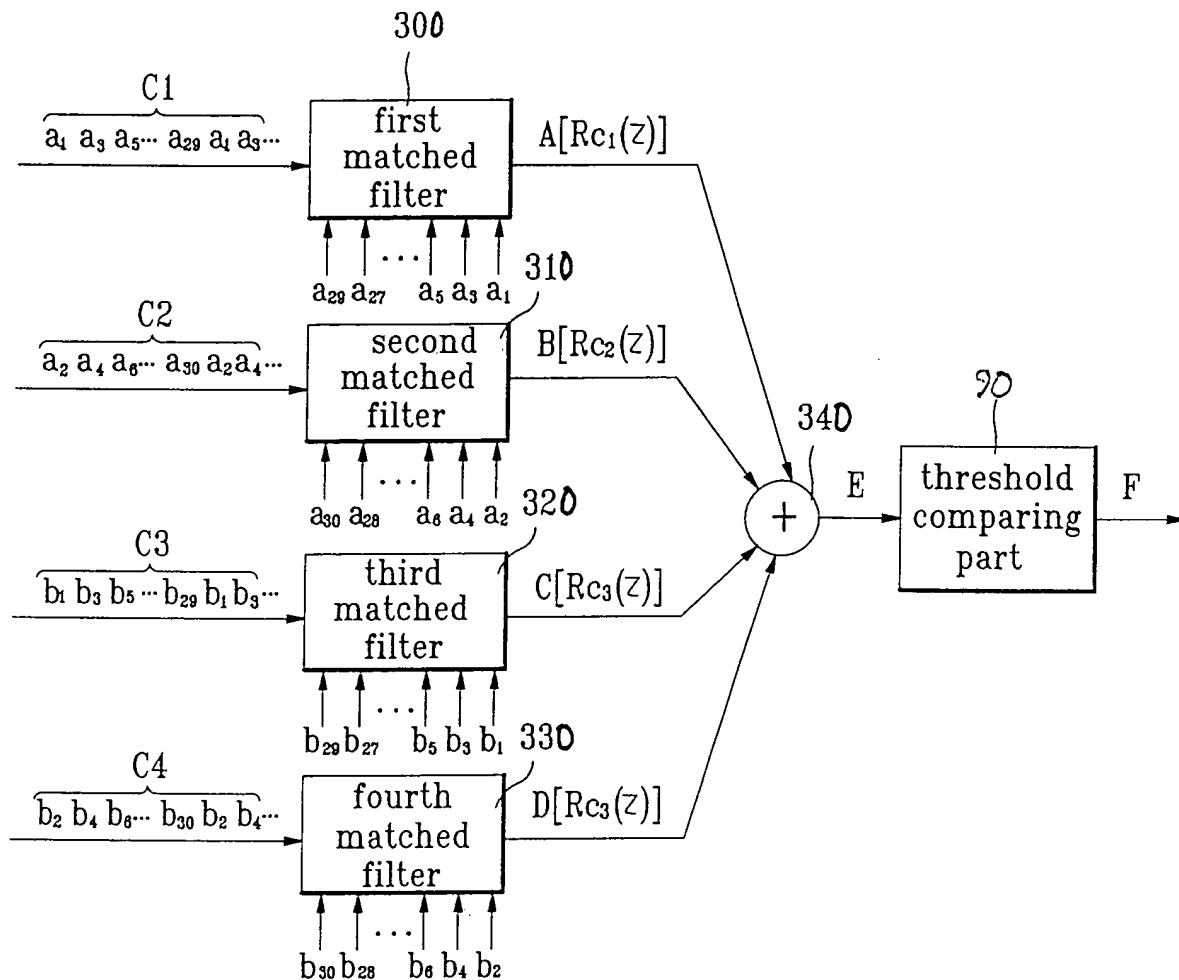 300
C1
a1 a3 a5... a29 a1 a3...
first
matched
filter
A[Rc1(τ)]
a29 a27 ... a5 a3 a1
310
C2
a2 a4 a6... a30 a2 a4...
second
matched
filter
B[Rc2(τ)]
a30 a28 ... a6 a4 a2
340
E
90
threshold
comparing
part
F
+
320
C3
b1 b3 b5 ... b29 b1 b3...
third
matched
filter
C[Rc3(τ)]
b29 b27 ... b5 b3 b1
330
C4
b2 b4 b6... b30 b2 b4...
fourth
matched
filter
D[Rc3(τ)]
b30 b28 ... b6 b4 b2